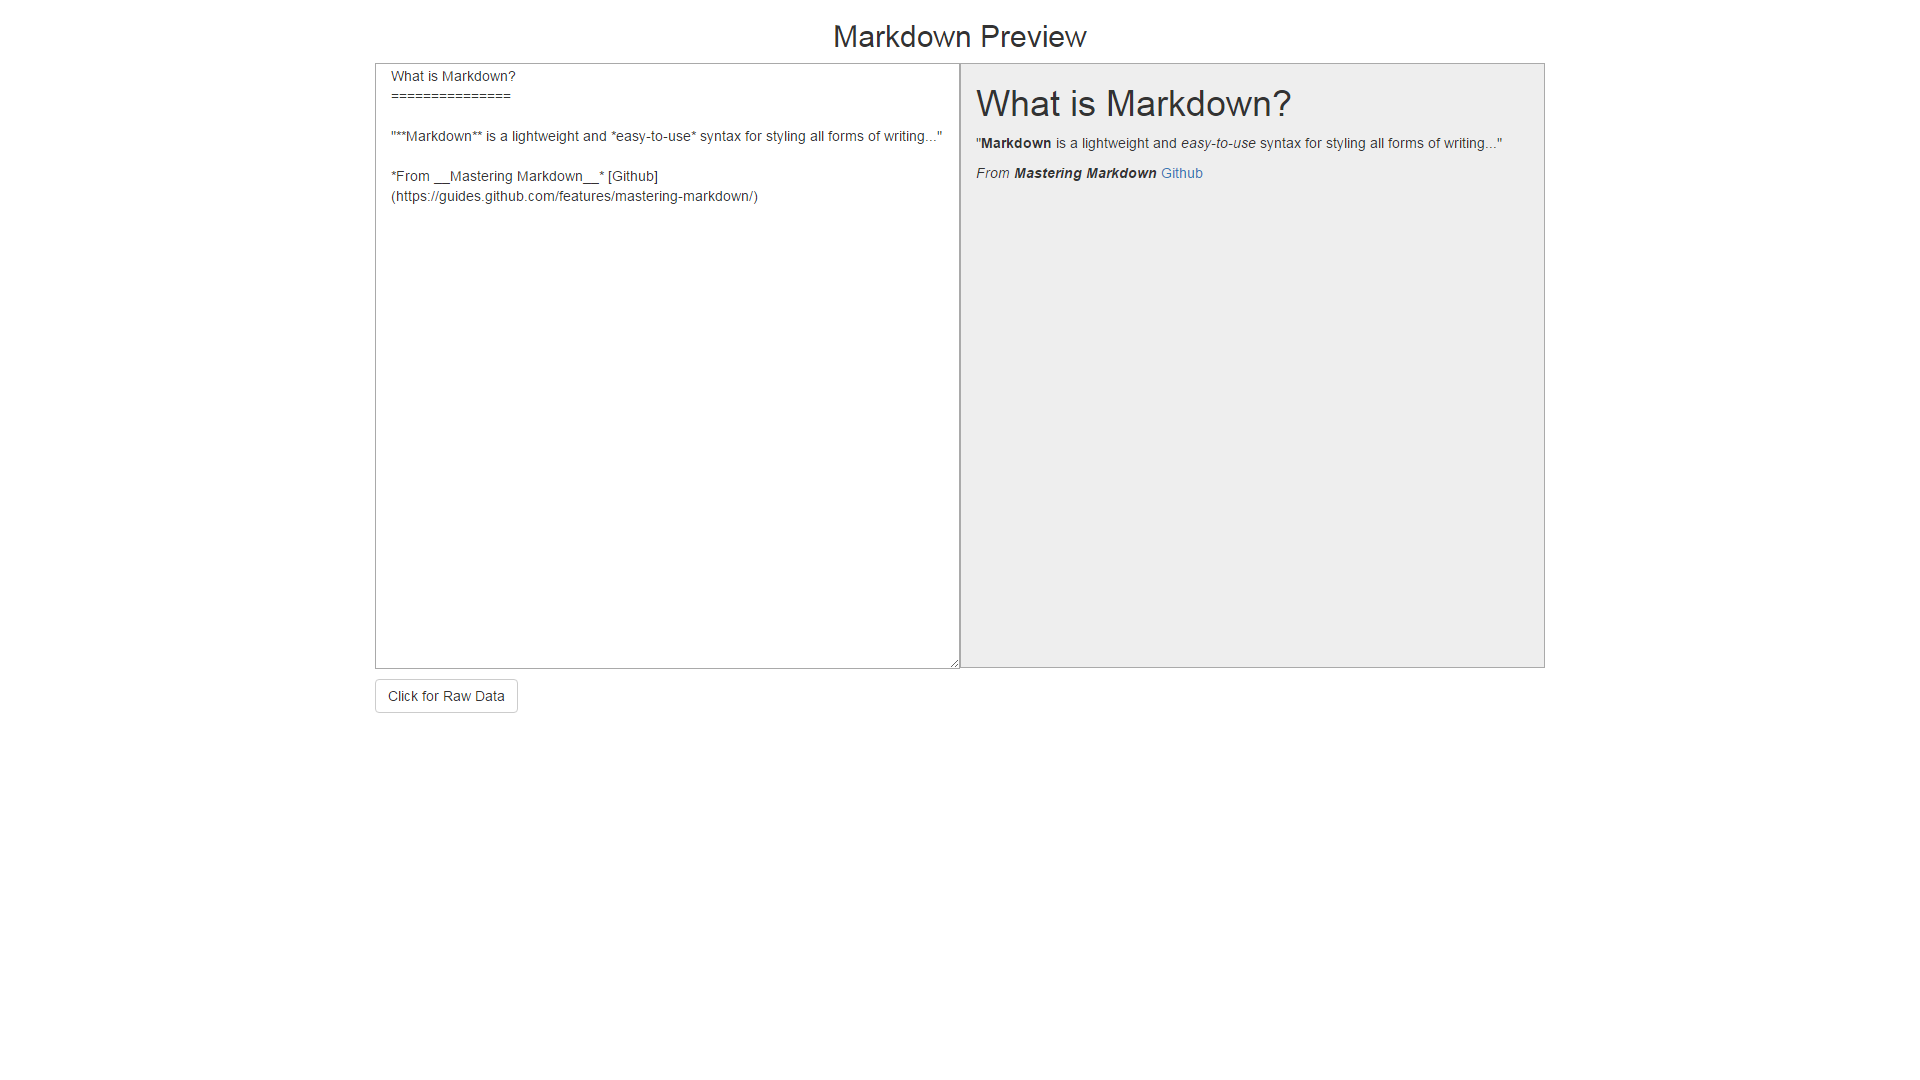 Markdown Preview
What is Markdown?
===============
"**Markdown** is a lightweight and *easy-to-use* syntax for styling all forms of writing..."
*From __Mastering Markdown__* [Github]
(https://guides.github.com/features/mastering-markdown/)
What is Markdown?
"Markdown is a lightweight and easy-to-use syntax for styling all forms of writing..."
From Mastering Markdown Github
Click for Raw Data